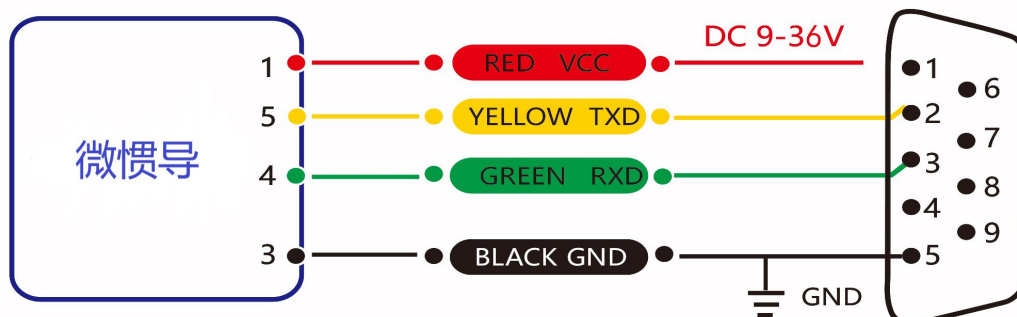 DC 9-36V
1 RED VCC 1
6
5 YELLOW TXD 2
7
微惯导
4 GREEN RXD 3
8
4
9
3 BLACK GND 5
GND